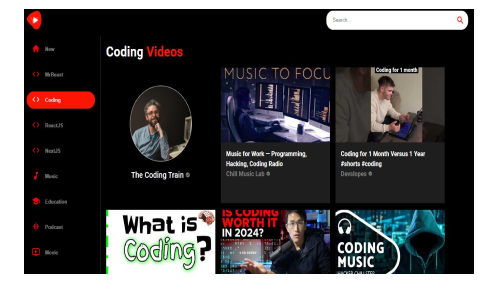 Search...
New
MrBeast
Coding
ReactJS
NextJS
Music
Education
Podcast
Movie
Coding Videos
The Coding Train
MUSIC TO FOCU
Music for Work — Programming,
Hacking, Coding Radio
Chill Music Lab
Coding for 1 month
Coding for 1 Month Versus 1 Year
#shorts #coding
Devslopes
What is
Coding?
IS CODING
WORTH IT
IN 2024?
CODING
MUSIC
HACKER CHILLSTEP